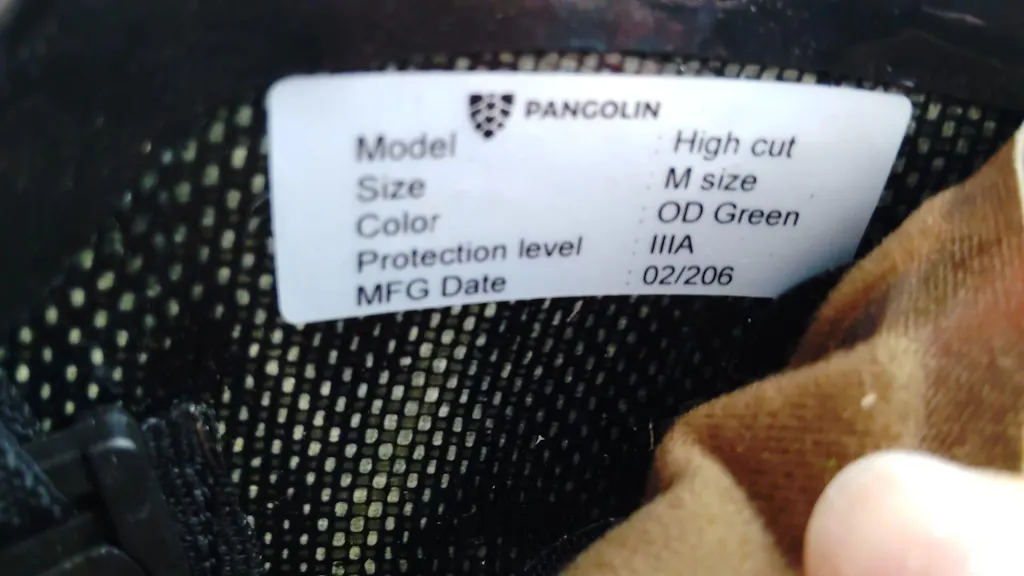 PANGOLIN
Model : High cut
Size : M size
Color : OD Green
Protection level : IIIA
MFG Date : 02/206